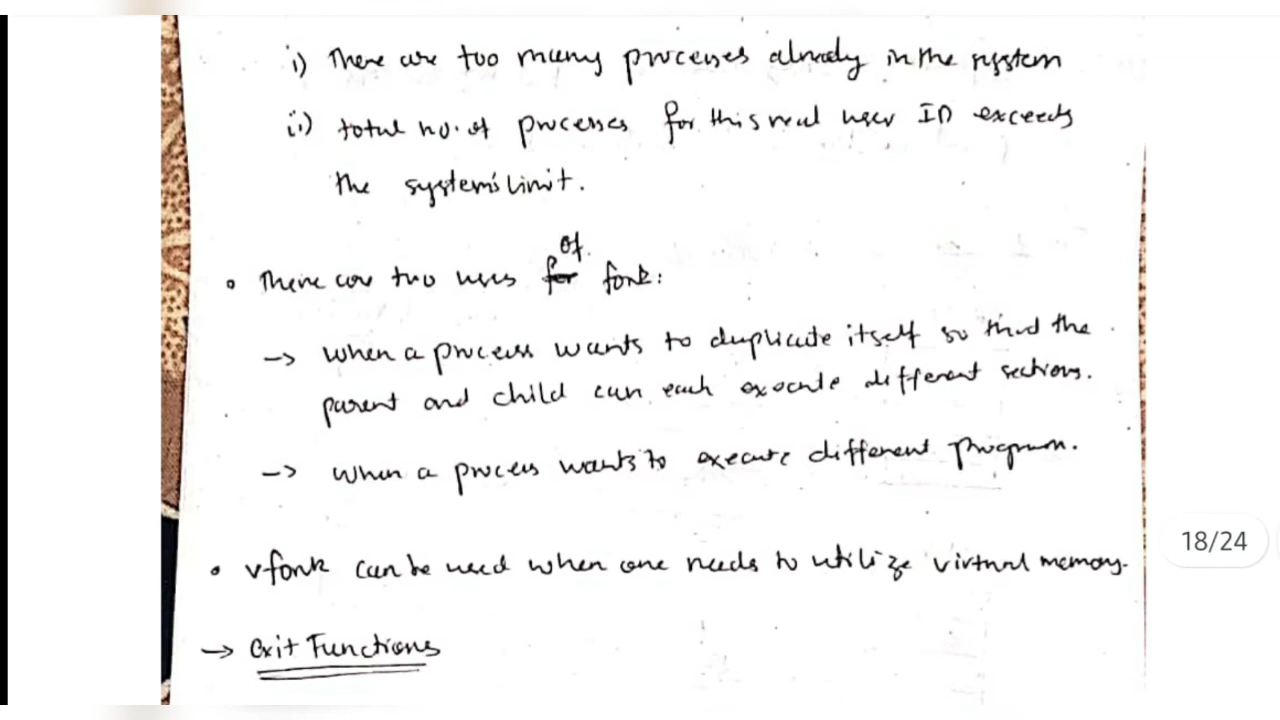 i) There are too many processes already in the system
ii) total no. of processes for this real user ID exceeds
the system's limit.
of
• There are two uses for fork:
-> When a process wants to duplicate itself so that the
parent and child can each execute different sections.
-> When a process wants to execute different program.
• vfork can be used when one needs to utilize virtual memory.
18/24
-> Exit Functions